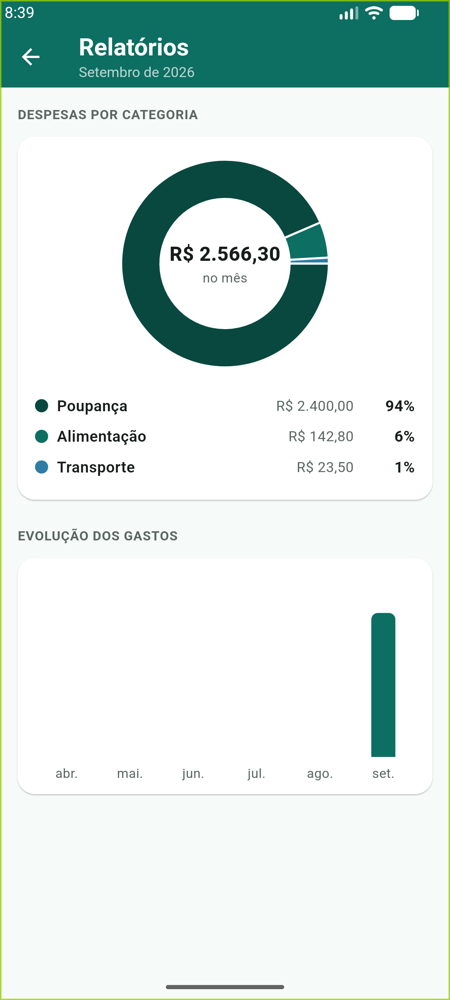 8:39
Relatórios
Setembro de 2026
DESPESAS POR CATEGORIA
R$ 2.566,30
no mês
Poupança R$ 2.400,00 94%
Alimentação R$ 142,80 6%
Transporte R$ 23,50 1%
EVOLUÇÃO DOS GASTOS
abr. mai. jun. jul. ago. set.